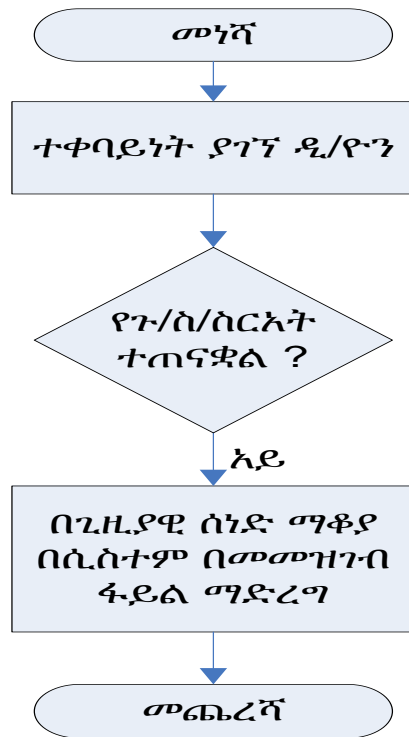 መነሻ
ተቀባይነት ያገኘ ዲ/ዮን
የጉ/ስ/ስርአት
ተጠናቋል ?
አይ
በጊዚያዊ ሰነድ ማቆያ
በሲስተም በመመዝገብ
ፋይል ማድረግ
መጨረሻ